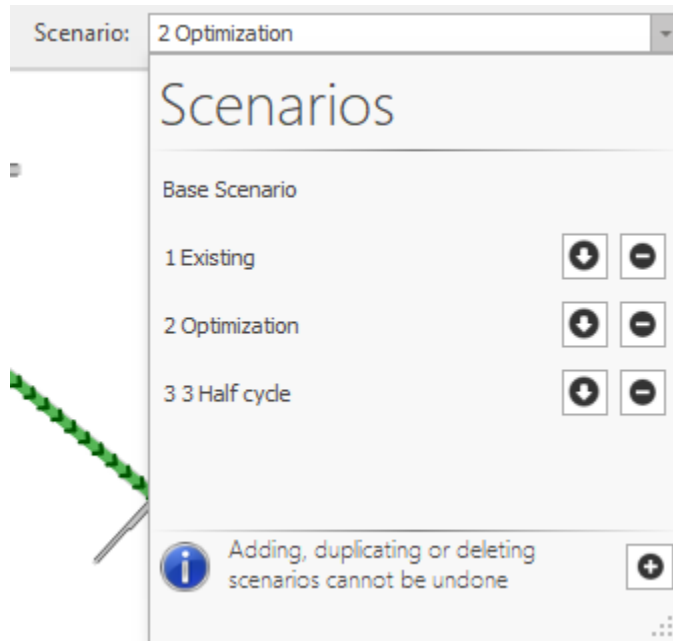 Scenario: 2 Optimization
Scenarios
Base Scenario
1 Existing
2 Optimization
3 3 Half cycle
Adding, duplicating or deleting
scenarios cannot be undone